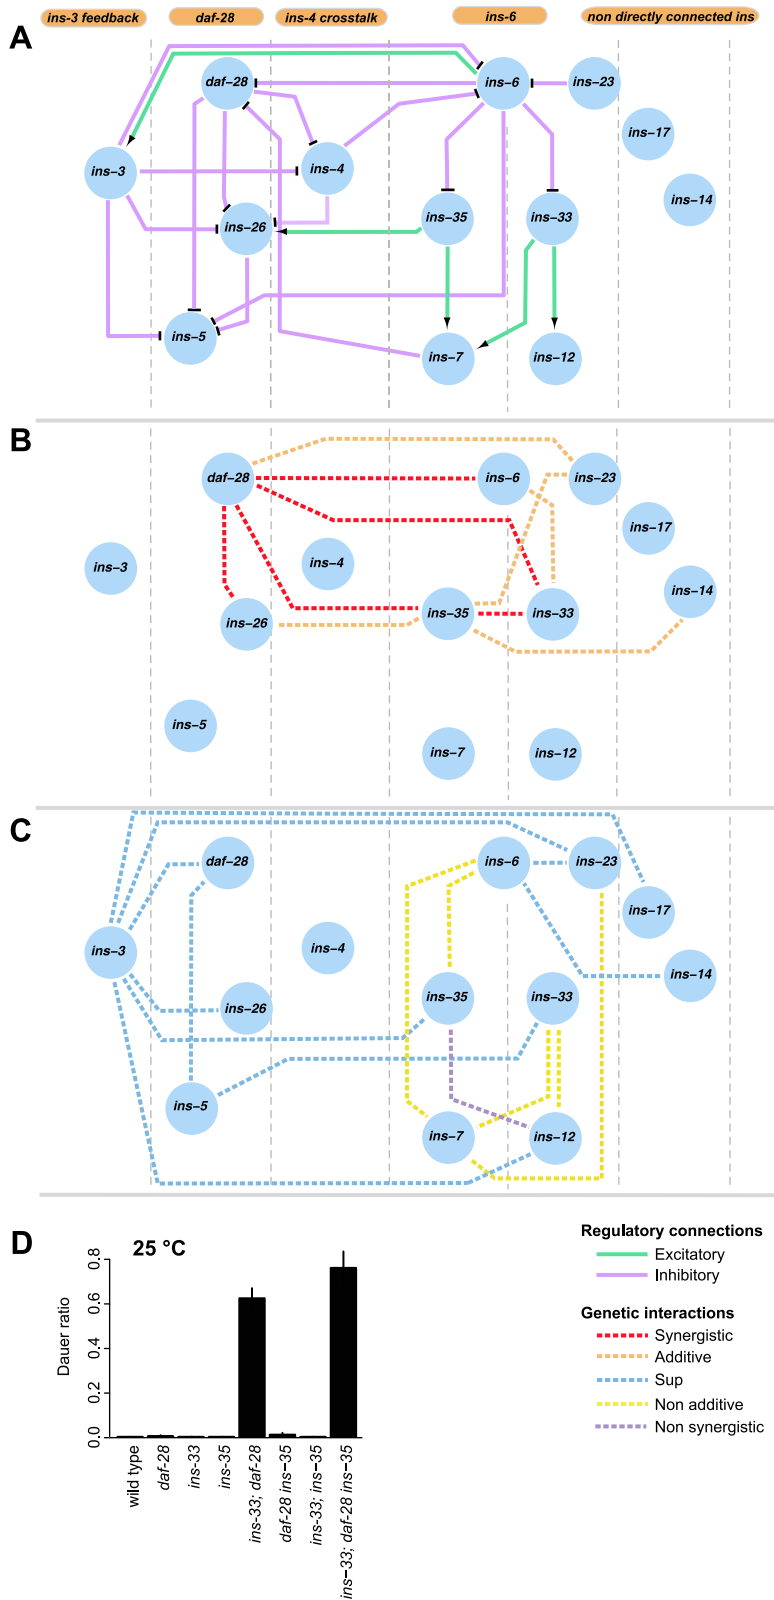 ins-3 feedback daf-28 ins-4 crosstalk ins-6 non directly connected ins
A
daf-28 ins-6 ins-23
ins-17
ins-3 ins-4
ins-14
ins-26 ins-35 ins-33
ins-5
ins-7 ins-12
B
daf-28 ins-6 ins-23
ins-17
ins-3 ins-4
ins-14
ins-26 ins-35 ins-33
ins-5
ins-7 ins-12
C
daf-28 ins-6 ins-23
ins-17
ins-3 ins-4
ins-14
ins-26 ins-35 ins-33
ins-5
ins-7 ins-12
D
25 °C
Dauer ratio
0.8
0.6
0.4
0.2
0.0
wild type
daf-28
ins-33
ins-35
ins-33; daf-28
daf-28 ins-35
ins-33; ins-35
ins-33; daf-28 ins-35
Regulatory connections
Excitatory
Inhibitory
Genetic interactions
Synergistic
Additive
Sup
Non additive
Non synergistic